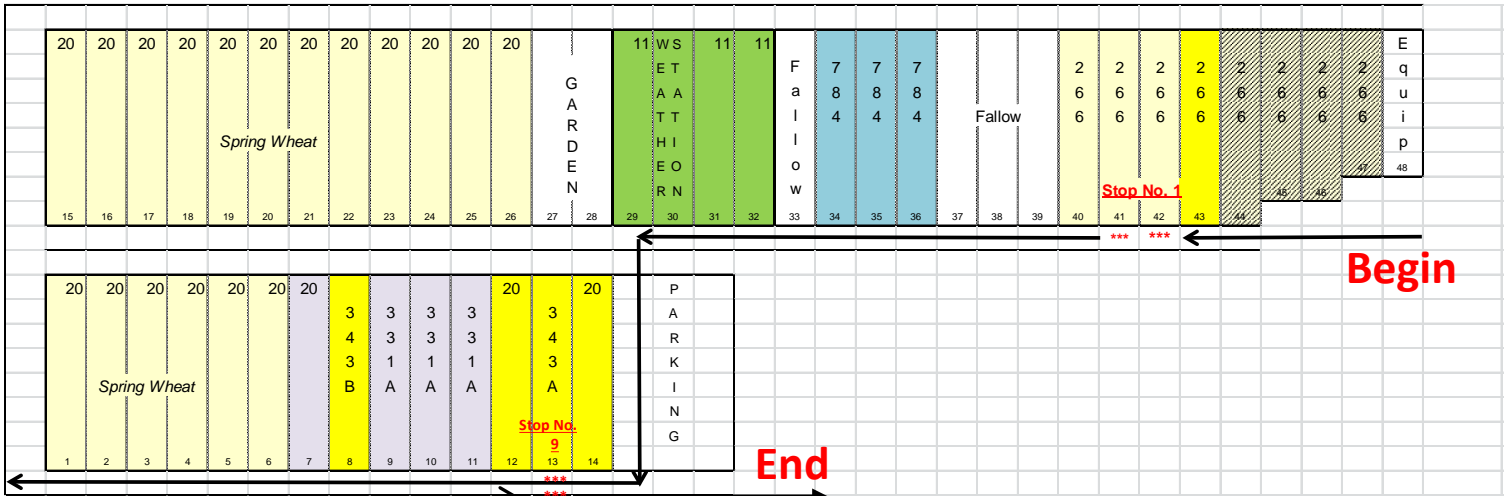 20 20 20 20 20 20 20 20 20 20 20 20 GARDEN 11 WEATHER STATION 11 11 Fallow 784 784 784 Fallow 266 266 266 266 266 266 266 266 Equip
Spring Wheat
Stop No. 1
15 16 17 18 19 20 21 22 23 24 25 26 27 28 29 30 31 32 33 34 35 36 37 38 39 40 41 42 43 44 45 46 47 48
*** ***
Begin
20 20 20 20 20 20 20 343B 331A 331A 331A 20 343A 20 PARKING
Spring Wheat
Stop No.
9
1 2 3 4 5 6 7 8 9 10 11 12 13 14
End
***
***